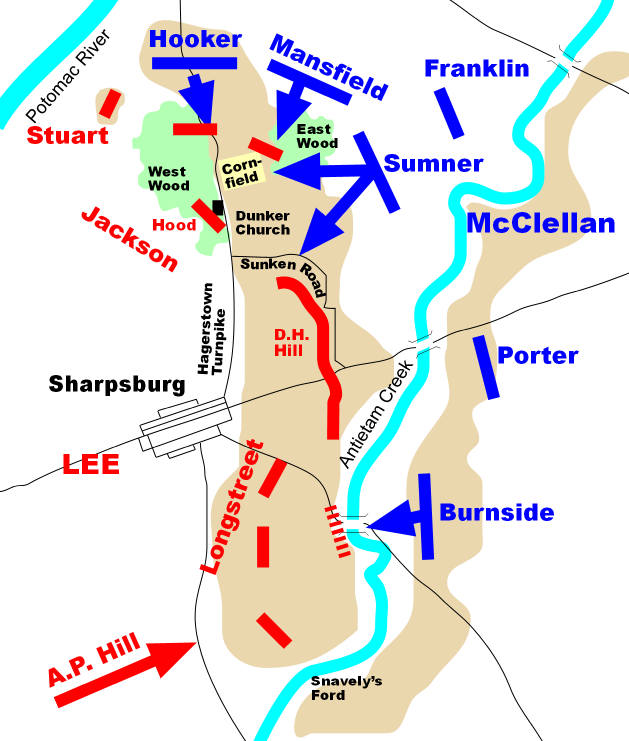 Hooker
Mansfield
Franklin
Potomac River
Stuart
East
Wood
West
Wood
Corn-
field
Sumner
Jackson
Hood
Dunker
Church
McClellan
Sunken Road
Hagerstown
Turnpike
D.H.
Hill
Porter
Sharpsburg
Antietam Creek
LEE
Longstreet
Burnside
A.P. Hill
Snavely's
Ford